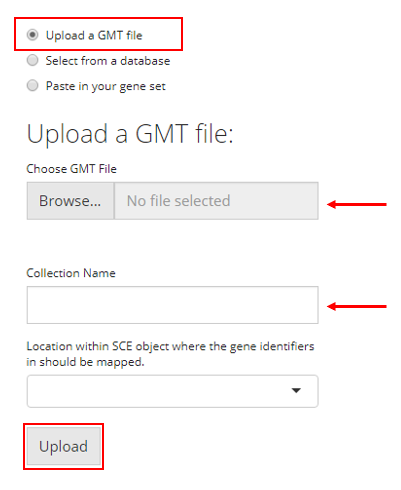 Upload a GMT file
Select from a database
Paste in your gene set
Upload a GMT file:
Choose GMT File
Browse... No file selected
Collection Name
Location within SCE object where the gene identifiers
in should be mapped.
Upload